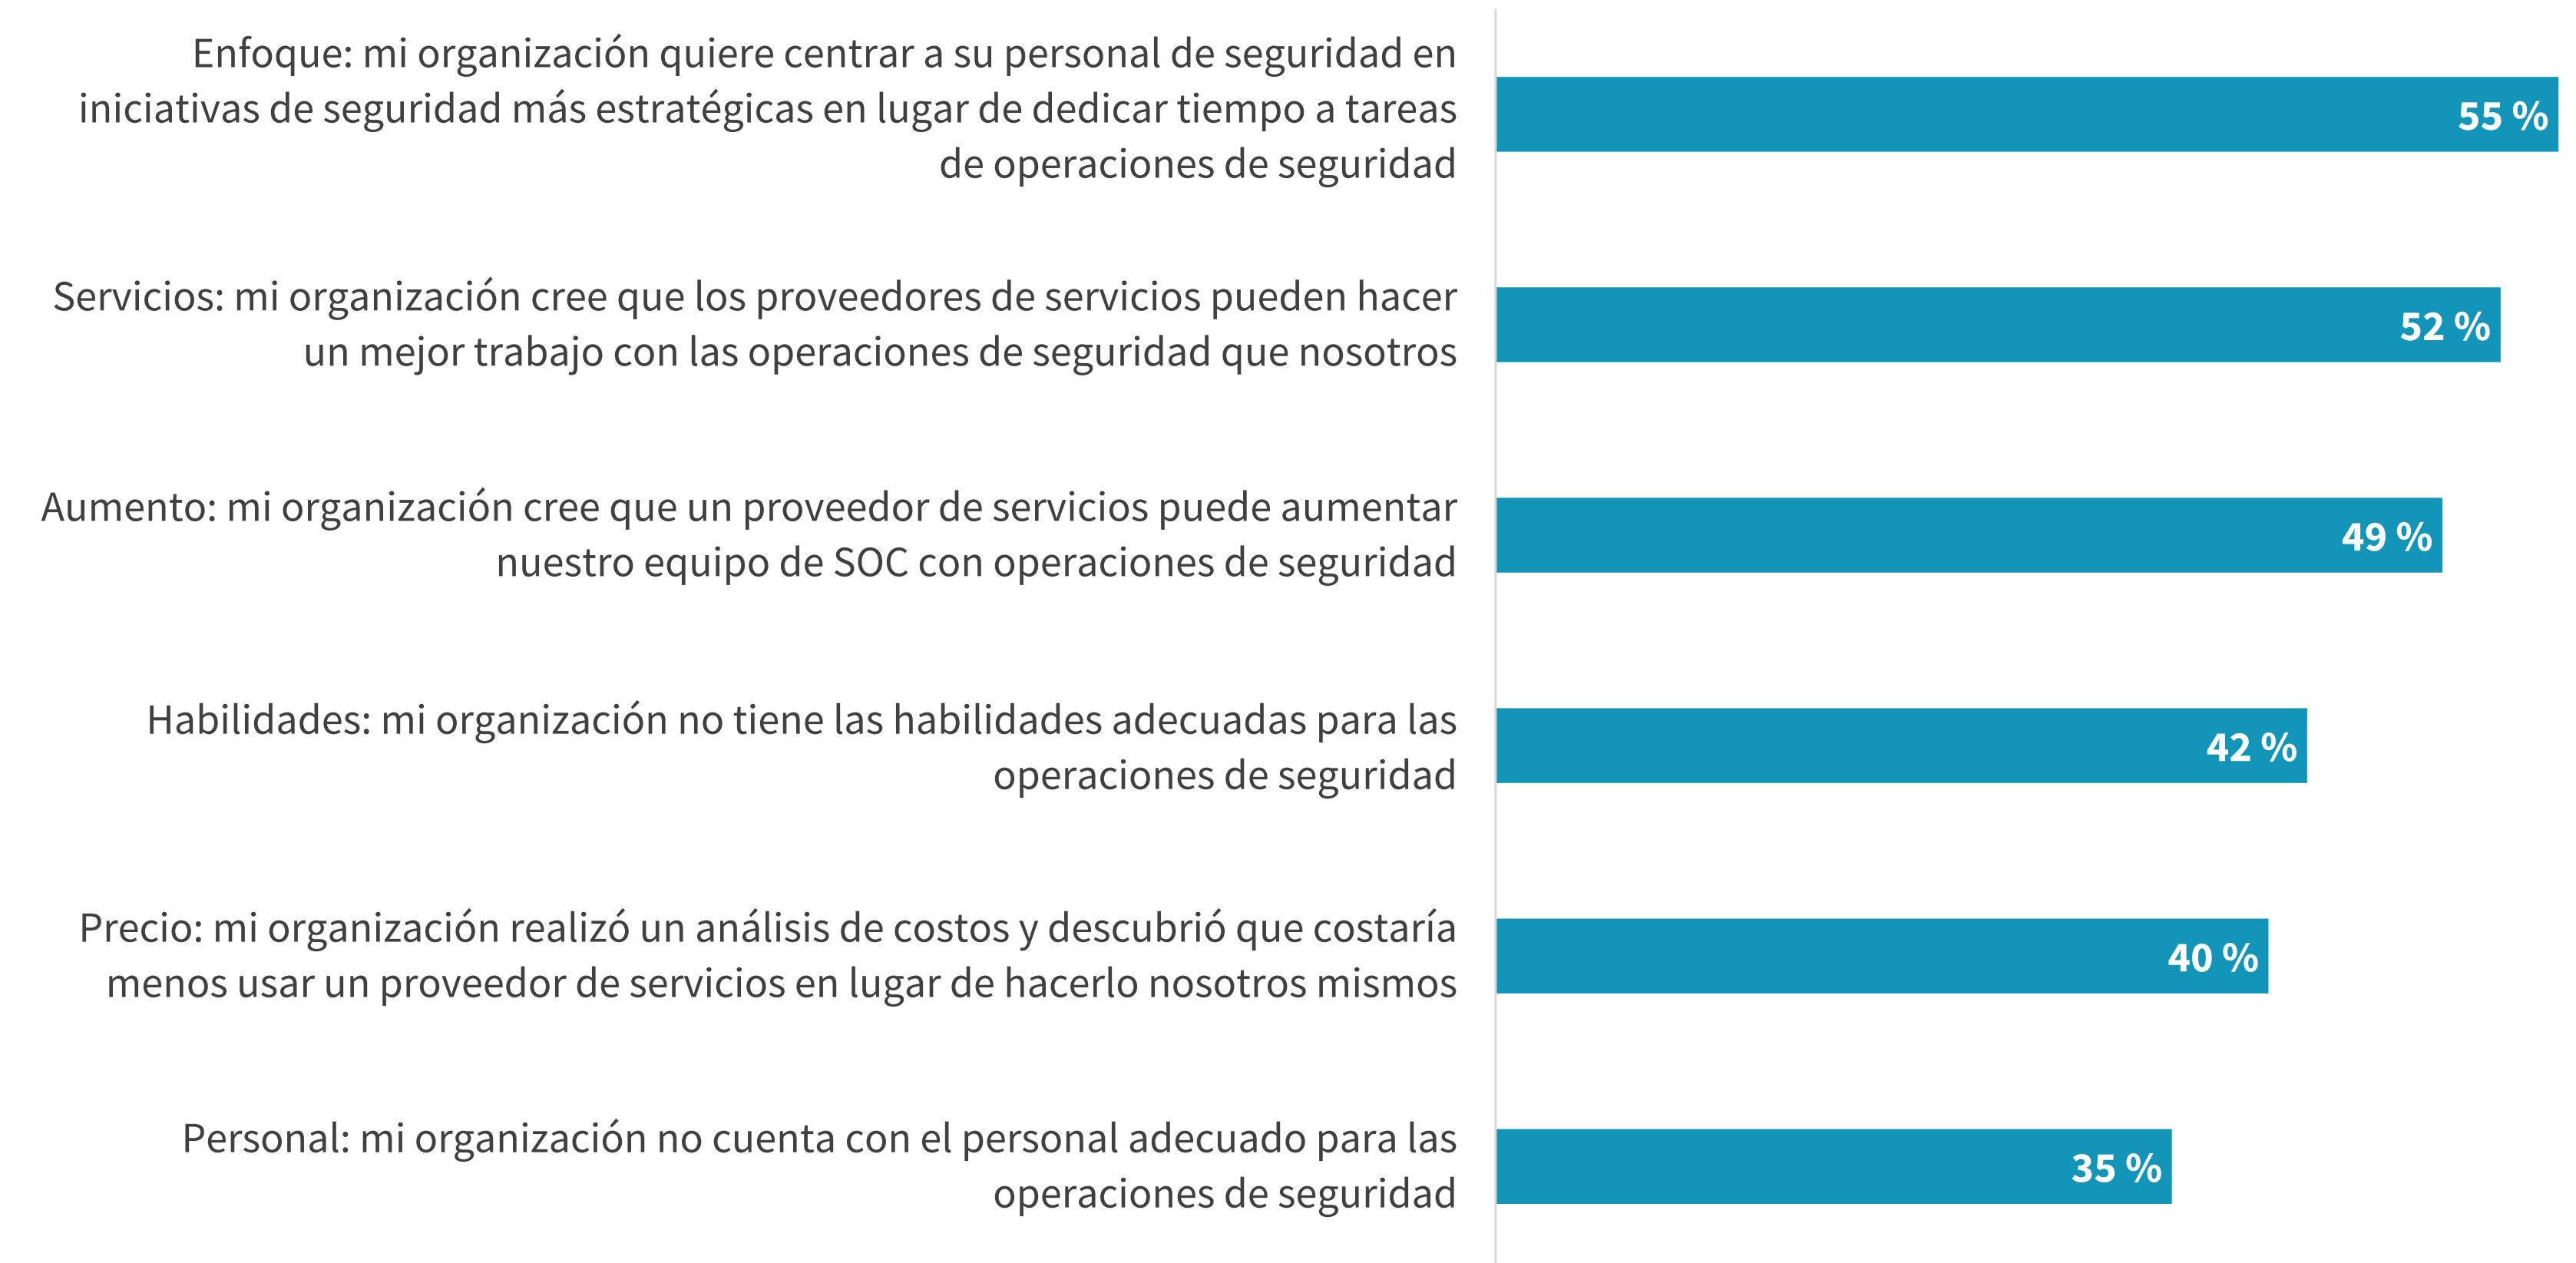 Enfoque: mi organización quiere centrar a su personal de seguridad en
iniciativas de seguridad más estratégicas en lugar de dedicar tiempo a tareas
de operaciones de seguridad
55 %
Servicios: mi organización cree que los proveedores de servicios pueden hacer
un mejor trabajo con las operaciones de seguridad que nosotros
52 %
Aumento: mi organización cree que un proveedor de servicios puede aumentar
nuestro equipo de SOC con operaciones de seguridad
49 %
Habilidades: mi organización no tiene las habilidades adecuadas para las
operaciones de seguridad
42 %
Precio: mi organización realizó un análisis de costos y descubrió que costaría
menos usar un proveedor de servicios en lugar de hacerlo nosotros mismos
40 %
Personal: mi organización no cuenta con el personal adecuado para las
operaciones de seguridad
35 %